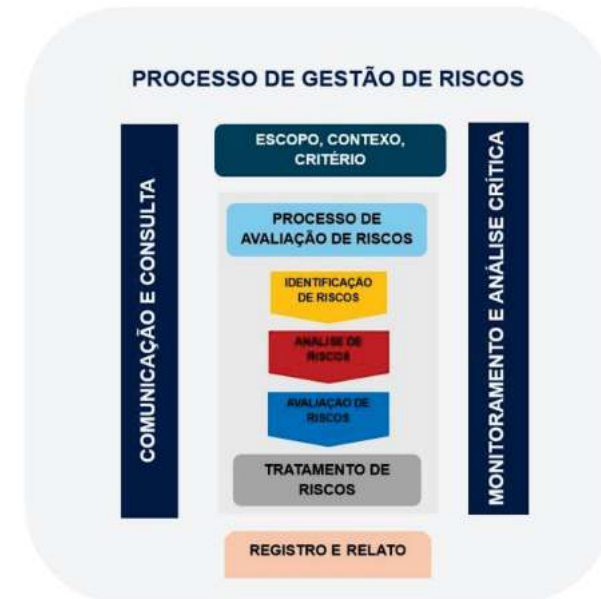 PROCESSO DE GESTÃO DE RISCOS
COMUNICAÇÃO E CONSULTA
ESCOPO, CONTEXO,
CRITÉRIO
PROCESSO DE
AVALIAÇÃO DE RISCOS
IDENTIFICAÇÃO
DE RISCOS
ANÁLISE DE
RISCOS
AVALIAÇÃO DE
RISCOS
TRATAMENTO DE
RISCOS
REGISTRO E RELATO
MONITORAMENTO E ANÁLISE CRÍTICA